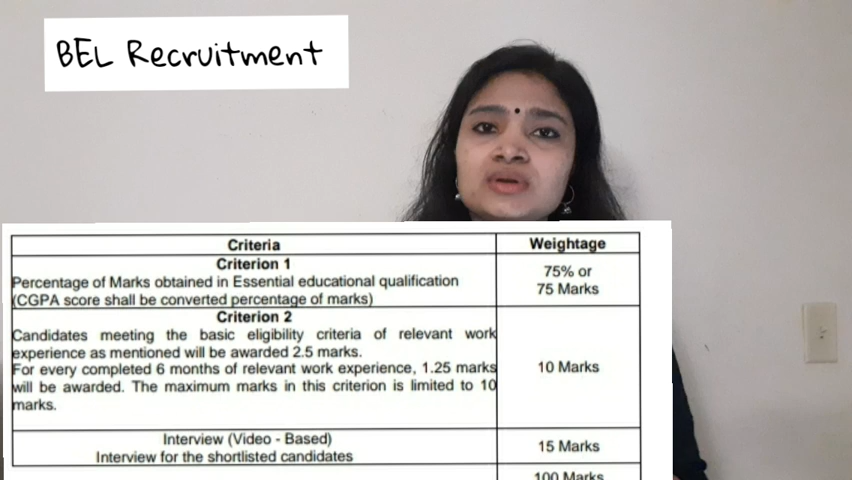 BEL Recruitment
Criteria
Weightage
Criterion 1
Percentage of Marks obtained in Essential educational qualification
(CGPA score shall be converted percentage of marks)
75% or
75 Marks
Criterion 2
Candidates meeting the basic eligibility criteria of relevant work
experience as mentioned will be awarded 2.5 marks.
For every completed 6 months of relevant work experience, 1.25 marks
will be awarded. The maximum marks in this criterion is limited to 10
marks.
10 Marks
Interview (Video - Based)
Interview for the shortlisted candidates
15 Marks
100 Marks